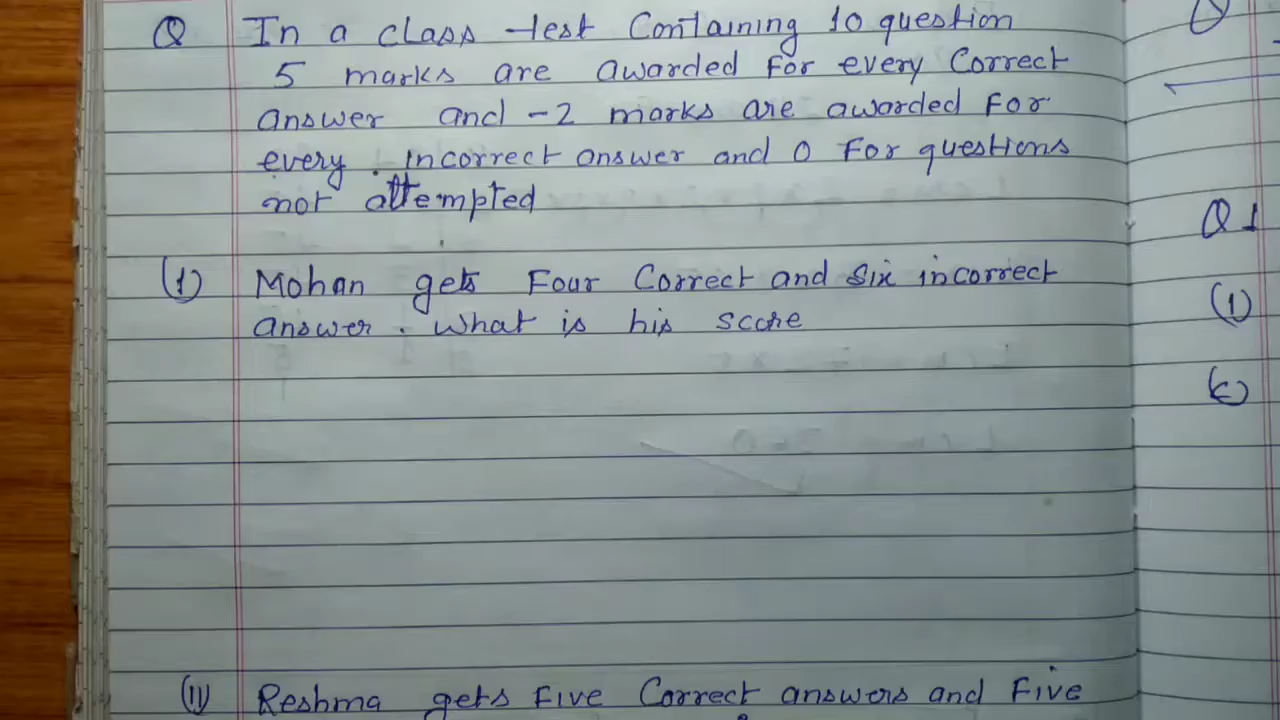 Q In a class test Containing 10 question
5 marks are awarded for every correct
answer and -2 marks are awarded for
every incorrect answer and 0 for questions
not attempted
(I) Mohan gets Four Correct and six incorrect
answer. What is his score
(II) Reshma gets Five Correct answers and Five
Q
Q 1
(1)